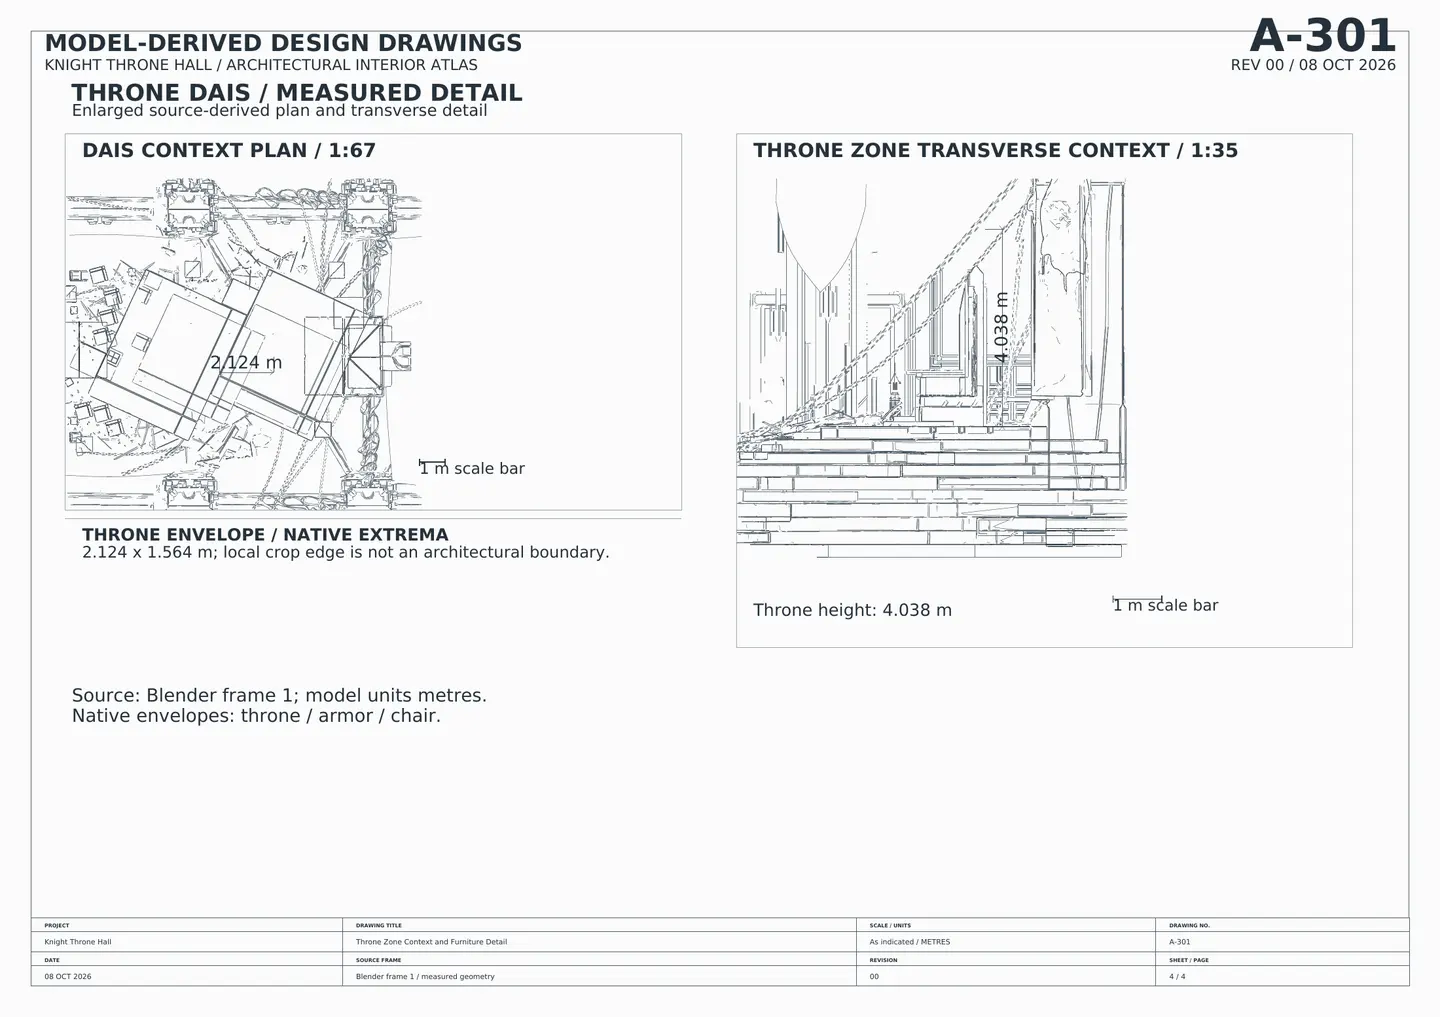 MODEL-DERIVED DESIGN DRAWINGS
KNIGHT THRONE HALL / ARCHITECTURAL INTERIOR ATLAS
A-301
REV 00 / 08 OCT 2026
THRONE DAIS / MEASURED DETAIL
Enlarged source-derived plan and transverse detail
DAIS CONTEXT PLAN / 1:67
2.124 m
1 m scale bar
THRONE ENVELOPE / NATIVE EXTREMA
2.124 x 1.564 m; local crop edge is not an architectural boundary.
THRONE ZONE TRANSVERSE CONTEXT / 1:35
4.038 m
Throne height: 4.038 m
1 m scale bar
Source: Blender frame 1; model units metres.
Native envelopes: throne / armor / chair.
PROJECT
Knight Throne Hall
DRAWING TITLE
Throne Zone Context and Furniture Detail
SCALE / UNITS
As indicated / METRES
DRAWING NO.
A-301
DATE
08 OCT 2026
SOURCE FRAME
Blender frame 1 / measured geometry
REVISION
00
SHEET / PAGE
4 / 4